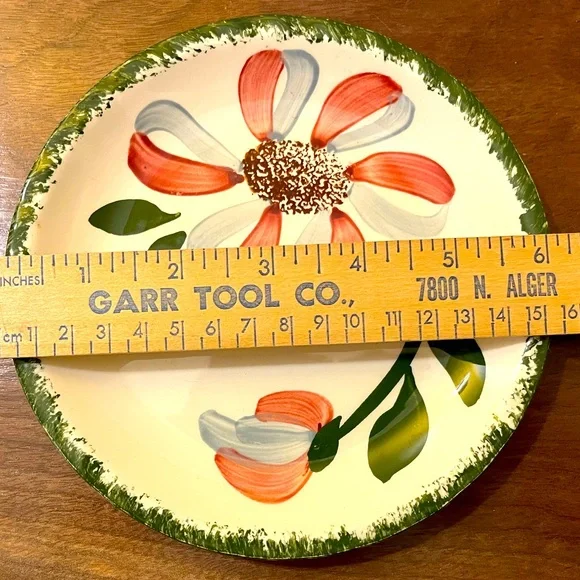 INCHES 1 2 3 4 5 6
GARR TOOL CO., 7800 N. ALGER
cm 1 2 3 4 5 6 7 8 9 10 11 12 13 14 15 16